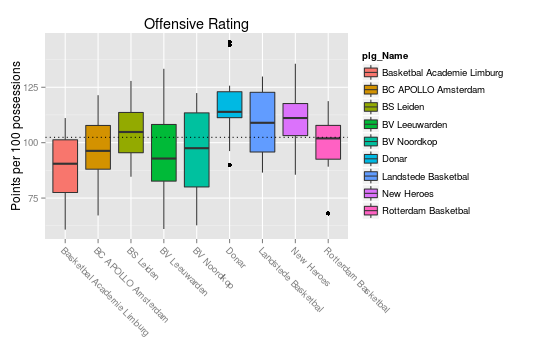 Offensive Rating
Points per 100 possessions
125
100
75
Basketbal Academie Limburg
BC APOLLO Amsterdam
BS Leiden
BV Leeuwarden
BV Noordkop
Donar
Landstede Basketbal
New Heroes
Rotterdam Basketbal
plg_Name
Basketbal Academie Limburg
BC APOLLO Amsterdam
BS Leiden
BV Leeuwarden
BV Noordkop
Donar
Landstede Basketbal
New Heroes
Rotterdam Basketbal